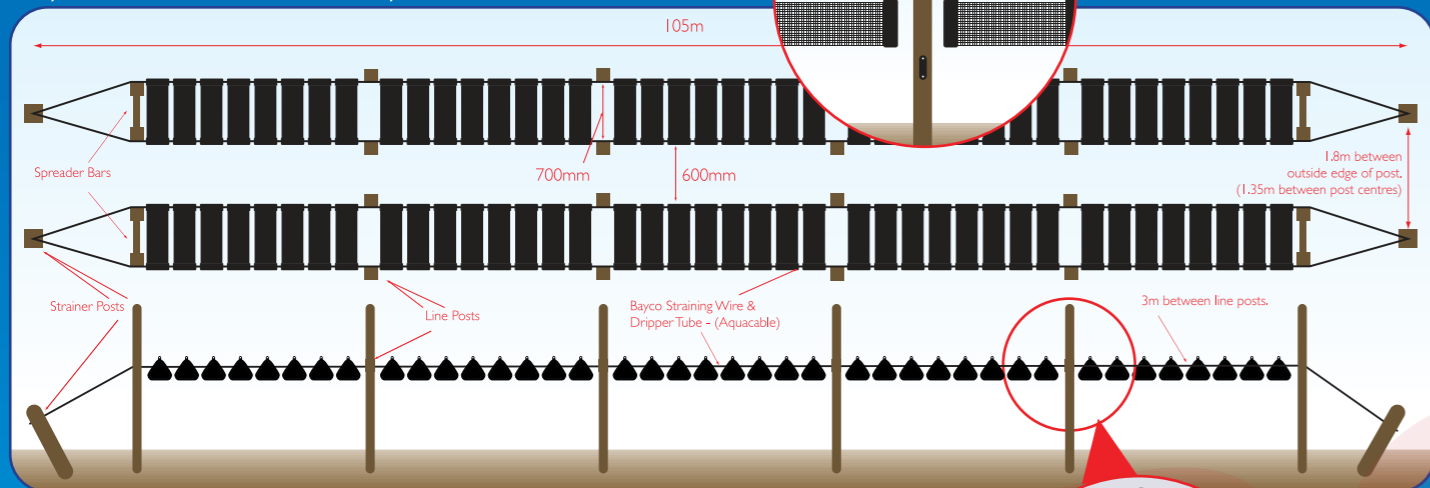 105m
Spreader Bars
700mm
600mm
1.8m between
outside edge of post.
(1.35m between post centres)
Strainer Posts
Line Posts
Bayco Straining Wire &
Dripper Tube - (Aquacable)
3m between line posts.